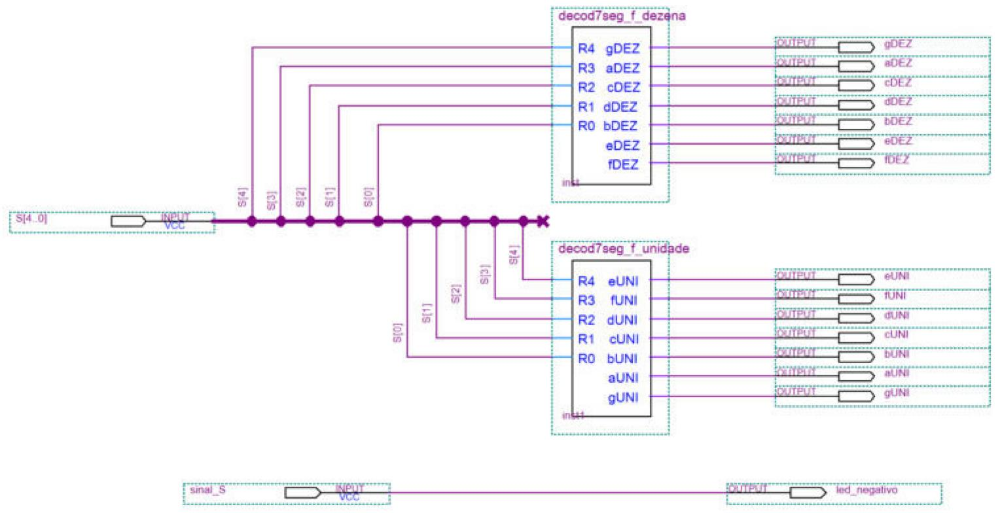 decod7seg_f_dezena
R4 gDEZ
R3 aDEZ
R2 cDEZ
R1 dDEZ
R0 bDEZ
eDEZ
fDEZ
inst
OUTPUT gDEZ
OUTPUT aDEZ
OUTPUT cDEZ
OUTPUT dDEZ
OUTPUT bDEZ
OUTPUT eDEZ
OUTPUT fDEZ
S[4]
S[3]
S[2]
S[1]
S[0]
S[4..0]
INPUT
VCC
S[0]
S[1]
S[2]
S[3]
S[4]
decod7seg_f_unidade
R4 eUNI
R3 fUNI
R2 dUNI
R1 cUNI
R0 bUNI
aUNI
gUNI
inst1
OUTPUT eUNI
OUTPUT fUNI
OUTPUT dUNI
OUTPUT cUNI
OUTPUT bUNI
OUTPUT aUNI
OUTPUT gUNI
sinal_S
INPUT
VCC
OUTPUT led_negativo